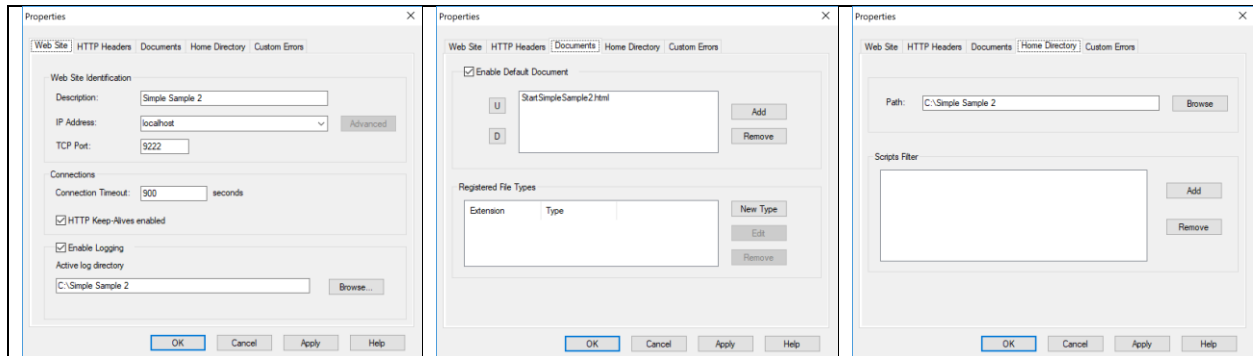 Properties
Web Site HTTP Headers Documents Home Directory Custom Errors
Web Site Identification
Description: Simple Sample 2
IP Address: localhost Advanced
TCP Port: 9222
Connections
Connection Timeout: 900 seconds
HTTP Keep-Alives enabled
Enable Logging
Active log directory
C:\Simple Sample 2 Browse...
OK Cancel Apply Help
Properties
Web Site HTTP Headers Documents Home Directory Custom Errors
Enable Default Document
StartSimpleSample2.html
U
Add
D
Remove
Registered File Types
Extension Type New Type
Edit
Remove
OK Cancel Apply Help
Properties
Web Site HTTP Headers Documents Home Directory Custom Errors
Path: C:\Simple Sample 2 Browse
Scripts Filter
Add
Remove
OK Cancel Apply Help